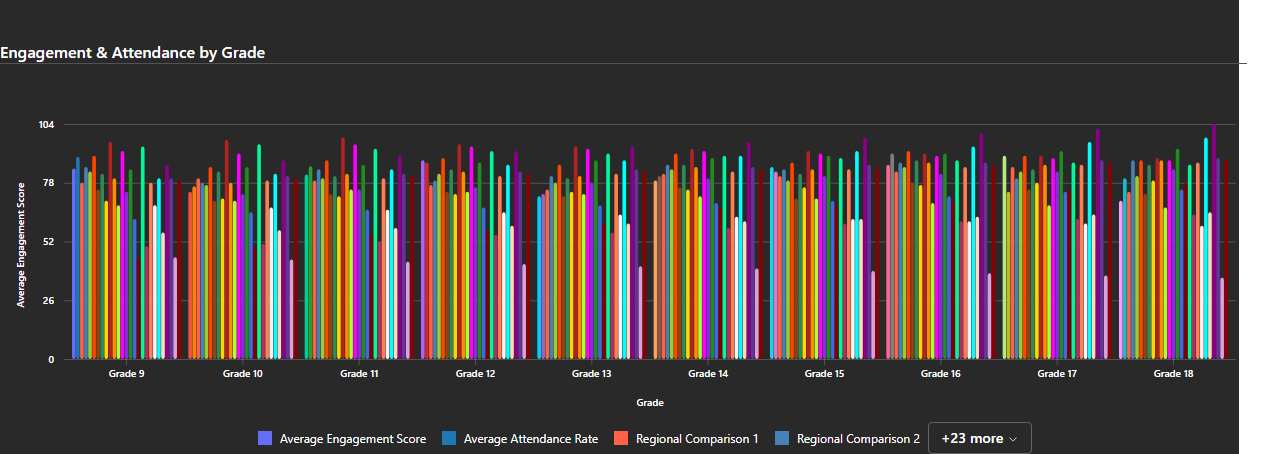 Engagement & Attendance by Grade
104
78
52
26
0
Average Engagement Score
Grade 9 Grade 10 Grade 11 Grade 12 Grade 13 Grade 14 Grade 15 Grade 16 Grade 17 Grade 18
Grade
Average Engagement Score Average Attendance Rate Regional Comparison 1 Regional Comparison 2 +23 more